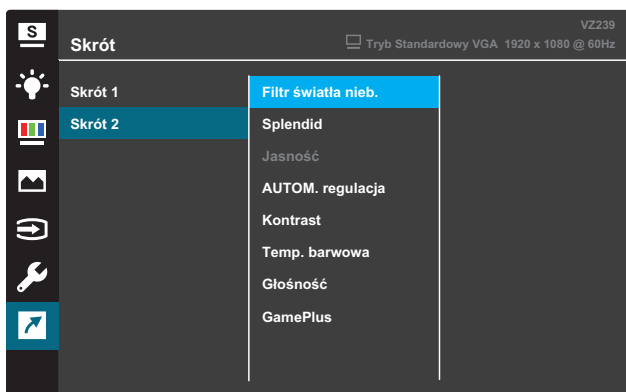 S
VZ239
Skrót
Tryb Standardowy VGA 1920 x 1080 @ 60Hz
Skrót 1
Skrót 2
Filtr światła nieb.
Splendid
Jasność
AUTOM. regulacja
Kontrast
Temp. barwowa
Głośność
GamePlus